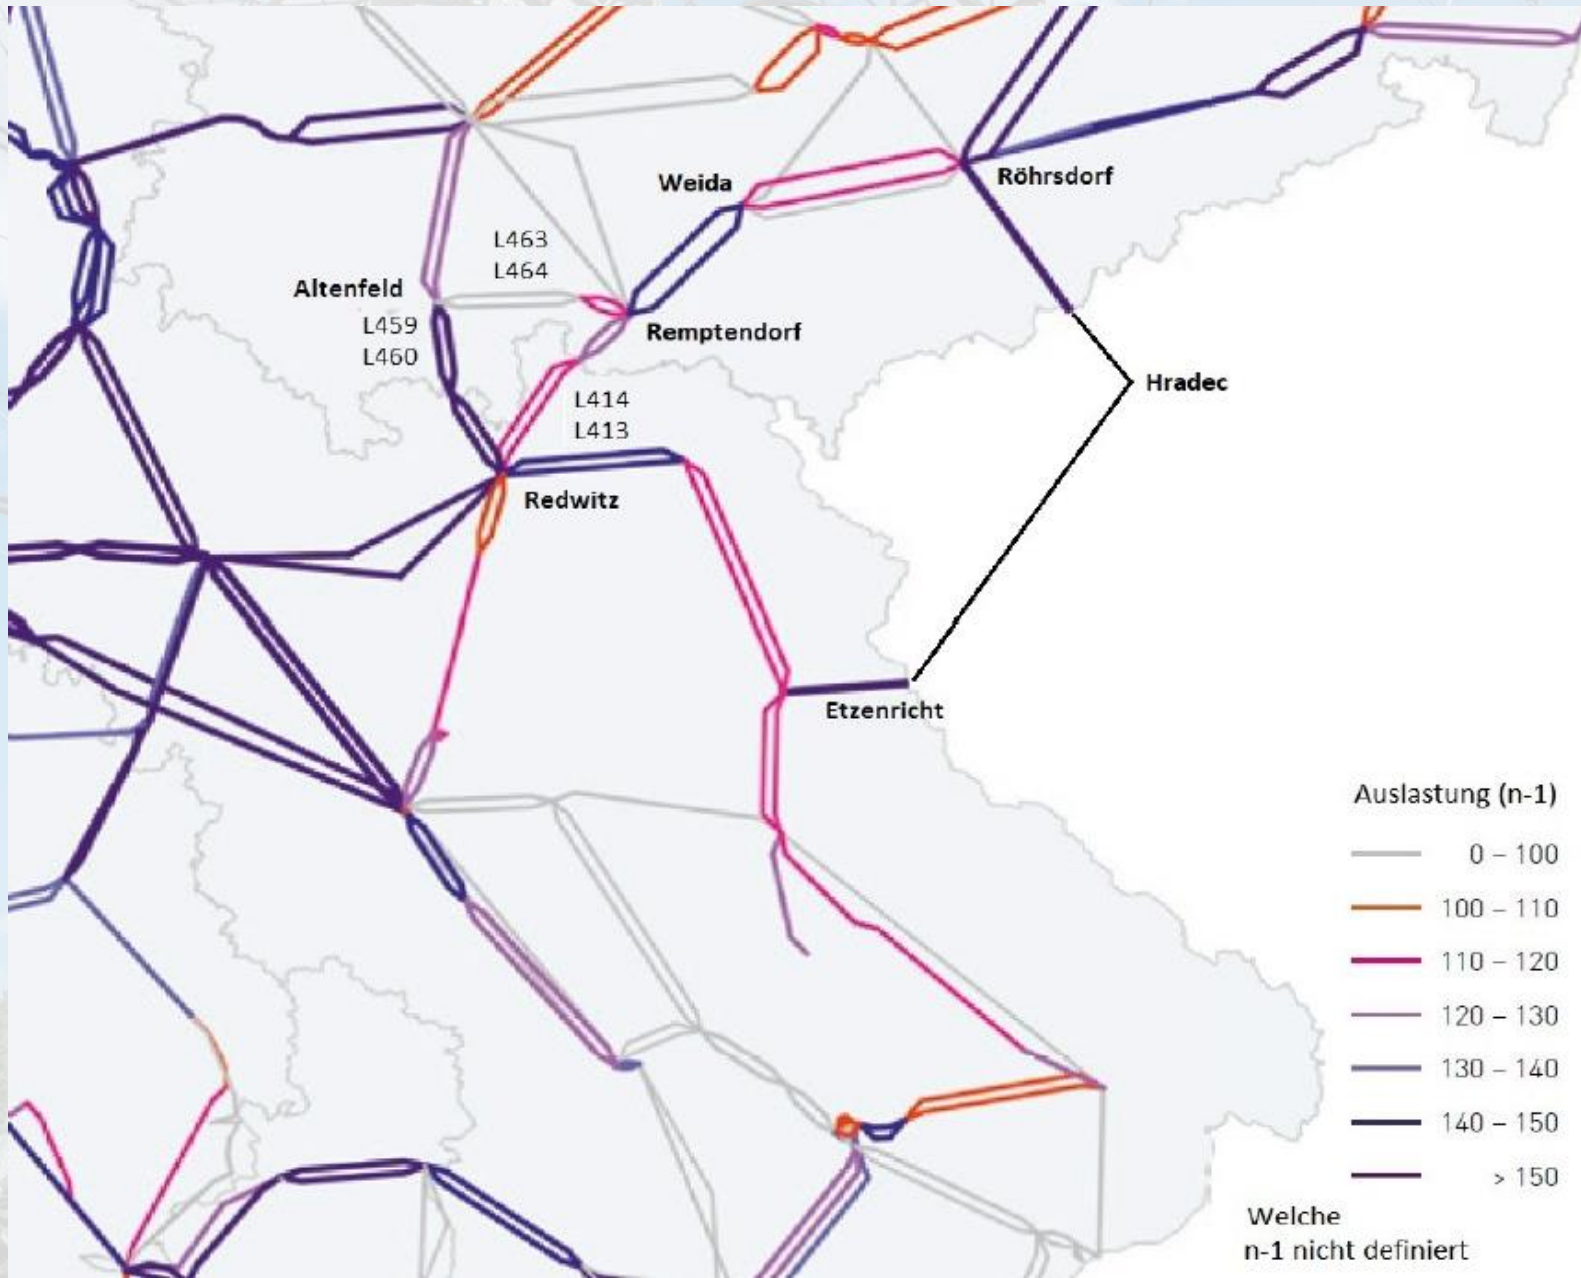 Weida
Röhrsdorf
L463
L464
Altenfeld
L459
L460
Remptendorf
Hradec
L414
L413
Redwitz
Etzenricht
Auslastung (n-1)
0 – 100
100 – 110
110 – 120
120 – 130
130 – 140
140 – 150
> 150
Welche
n-1 nicht definiert